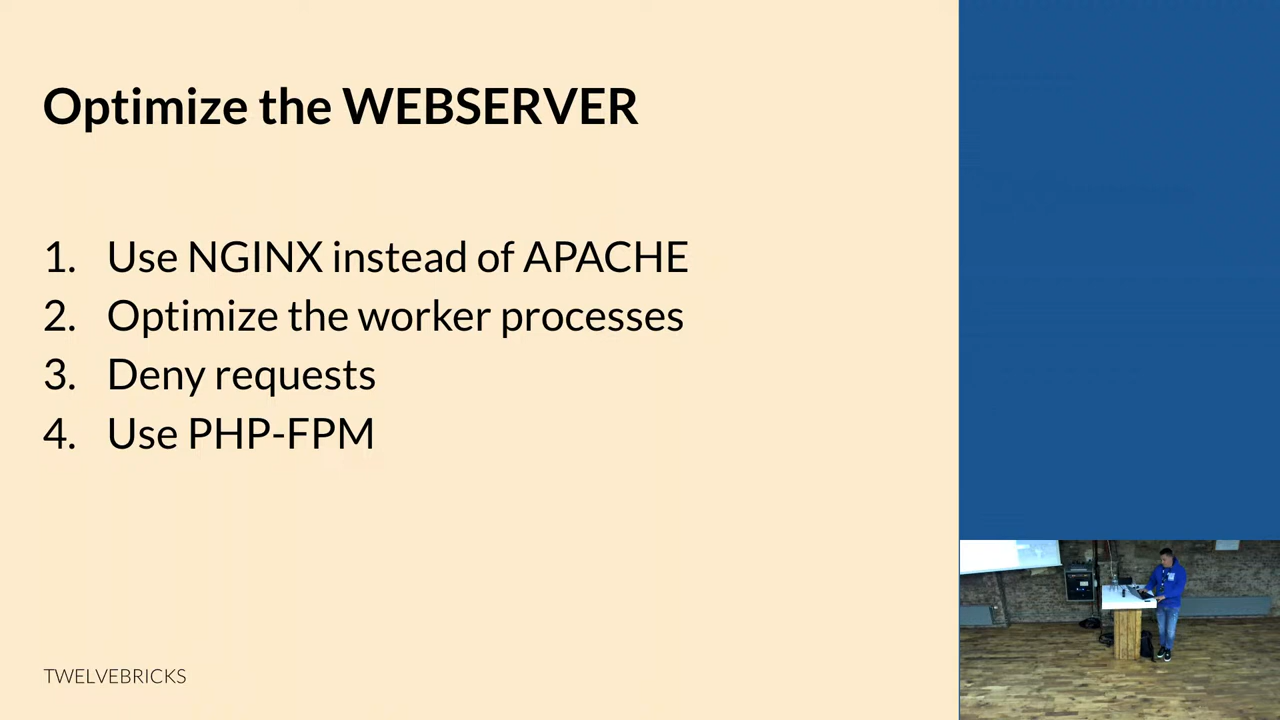 Optimize the WEBSERVER
1. Use NGINX instead of APACHE
2. Optimize the worker processes
3. Deny requests
4. Use PHP-FPM
TWELVEBRICKS